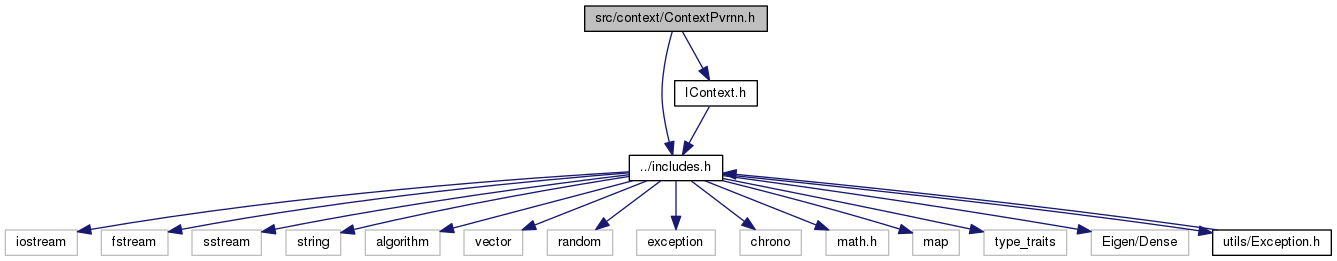 src/context/ContextPvrnn.h
IContext.h
../includes.h
iostream
fstream
sstream
string
algorithm
vector
random
exception
chrono
math.h
map
type_traits
Eigen/Dense
utils/Exception.h